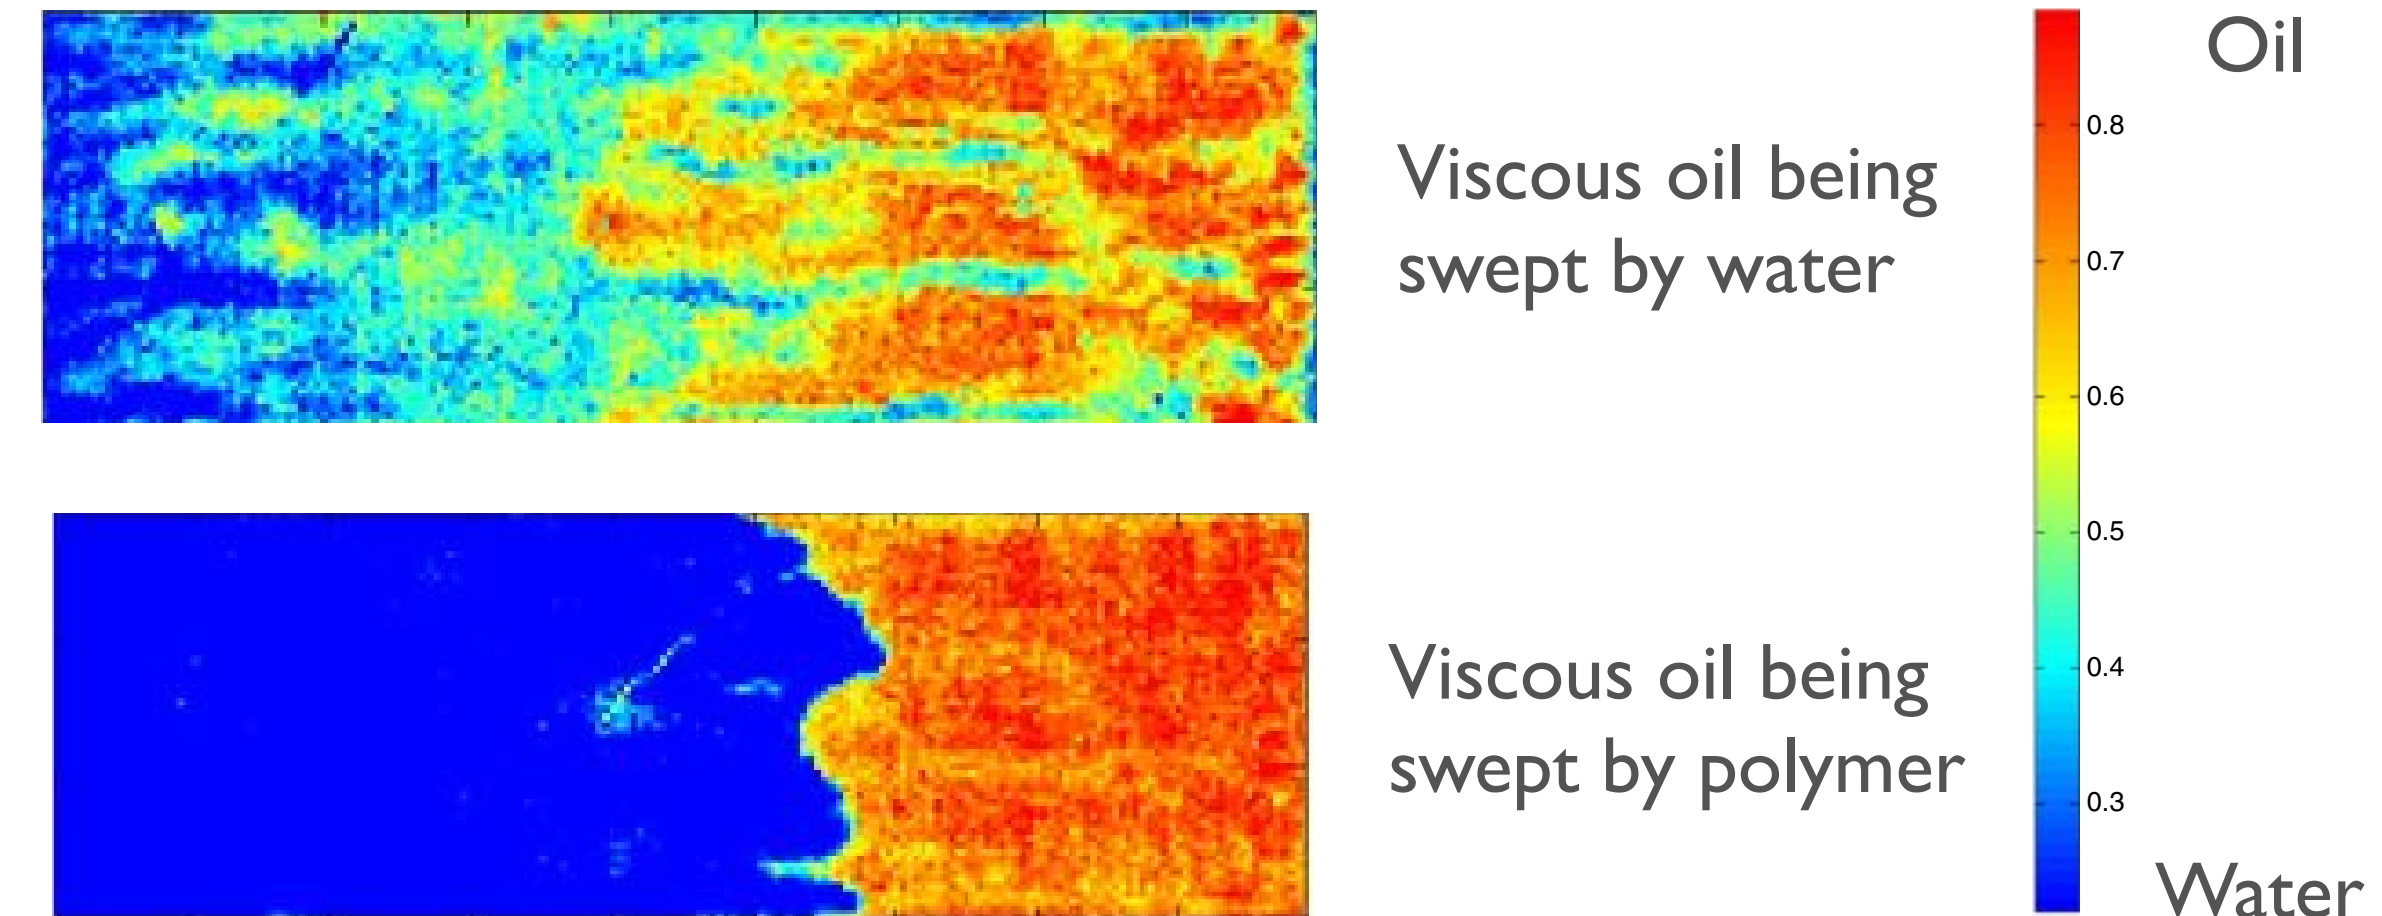 Oil
0.8
Viscous oil being
swept by water
0.7
0.6
0.5
Viscous oil being
swept by polymer
0.4
0.3
Water